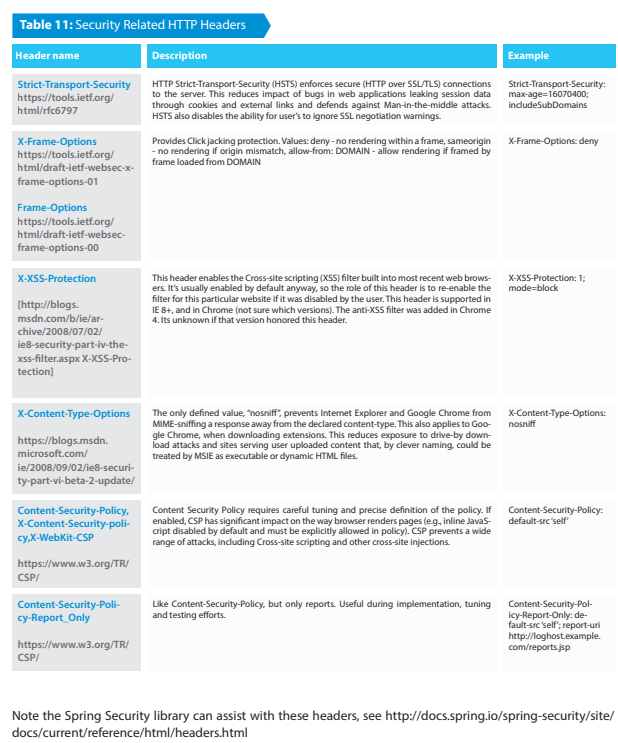 Table 11: Security Related HTTP Headers
Header name
Description
Example
Strict-Transport-Security
https://tools.ietf.org/
html/rfc6797
HTTP Strict-Transport-Security (HSTS) enforces secure (HTTP over SSL/TLS) connections
to the server. This reduces impact of bugs in web applications leaking session data
through cookies and external links and defends against Man-in-the-middle attacks.
HSTS also disables the ability for user's to ignore SSL negotiation warnings.
Strict-Transport-Security:
max-age=16070400;
includeSubDomains
X-Frame-Options
https://tools.ietf.org/
html/draft-ietf-websec-x-
frame-options-01
Frame-Options
https://tools.ietf.org/
html/draft-ietf-websec-
frame-options-00
Provides Click jacking protection. Values: deny - no rendering within a frame, sameorigin
- no rendering if origin mismatch, allow-from: DOMAIN - allow rendering if framed by
frame loaded from DOMAIN
X-Frame-Options: deny
X-XSS-Protection
[http://blogs.
msdn.com/b/ie/ar-
chive/2008/07/02/
ie8-security-part-iv-the-
xss-filter.aspx X-XSS-Pro-
tection]
This header enables the Cross-site scripting (XSS) filter built into most recent web brows-
ers. It's usually enabled by default anyway, so the role of this header is to re-enable the
filter for this particular website if it was disabled by the user. This header is supported in
IE 8+, and in Chrome (not sure which versions). The anti-XSS filter was added in Chrome
4. Its unknown if that version honored this header.
X-XSS-Protection: 1;
mode=block
X-Content-Type-Options
https://blogs.msdn.
microsoft.com/
ie/2008/09/02/ie8-securi-
ty-part-vi-beta-2-update/
The only defined value, "nosniff", prevents Internet Explorer and Google Chrome from
MIME-sniffing a response away from the declared content-type. This also applies to Goo-
gle Chrome, when downloading extensions. This reduces exposure to drive-by down-
load attacks and sites serving user uploaded content that, by clever naming, could be
treated by MSIE as executable or dynamic HTML files.
X-Content-Type-Options:
nosniff
Content-Security-Policy,
X-Content-Security-poli-
cy,X-WebKit-CSP
https://www.w3.org/TR/
CSP/
Content Security Policy requires careful tuning and precise definition of the policy. If
enabled, CSP has significant impact on the way browser renders pages (e.g., inline JavaS-
cript disabled by default and must be explicitly allowed in policy). CSP prevents a wide
range of attacks, including Cross-site scripting and other cross-site injections.
Content-Security-Policy:
default-src 'self'
Content-Security-Poli-
cy-Report_Only
https://www.w3.org/TR/
CSP/
Like Content-Security-Policy, but only reports. Useful during implementation, tuning
and testing efforts.
Content-Security-Pol-
icy-Report-Only: de-
fault-src 'self'; report-uri
http://loghost.example.
com/reports.jsp
Note the Spring Security library can assist with these headers, see http://docs.spring.io/spring-security/site/
docs/current/reference/html/headers.html